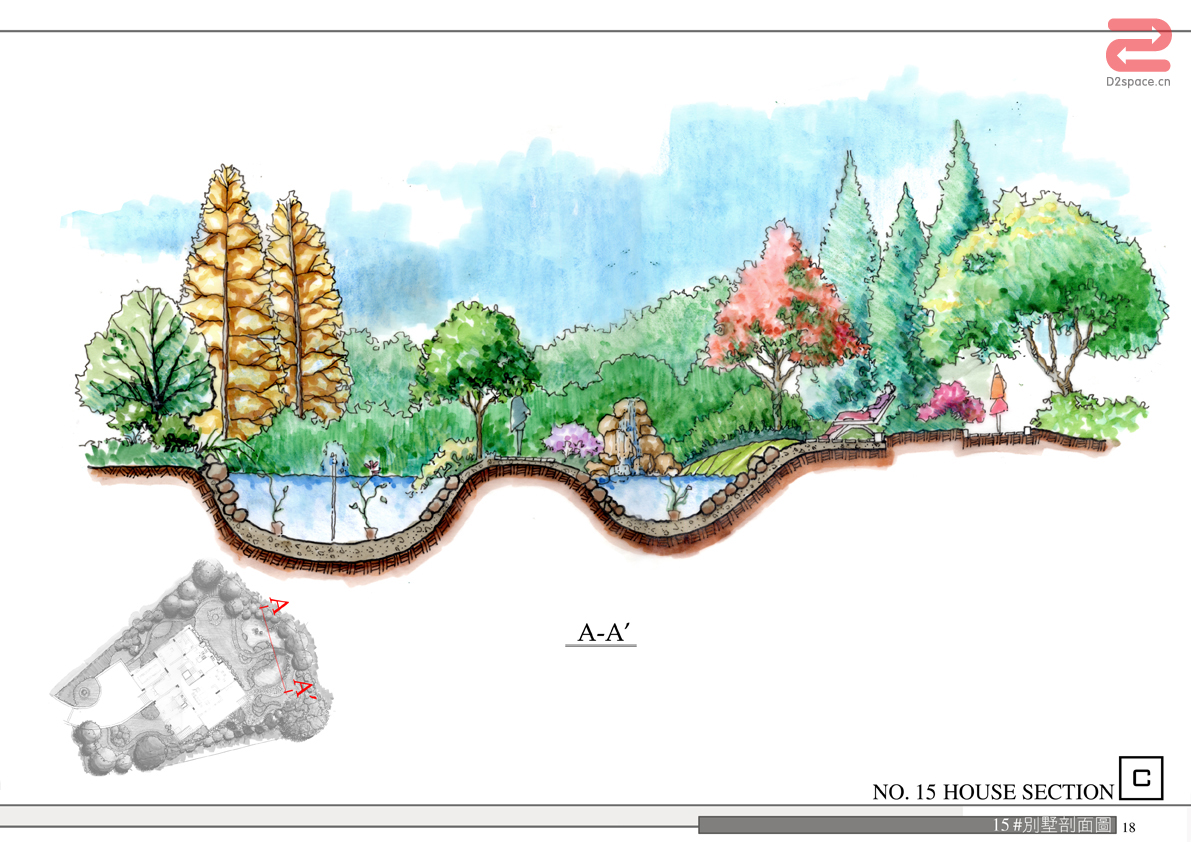 D2space.cn
A
A'
A-A′
NO. 15 HOUSE SECTION
C
15#別墅剖面圖
18